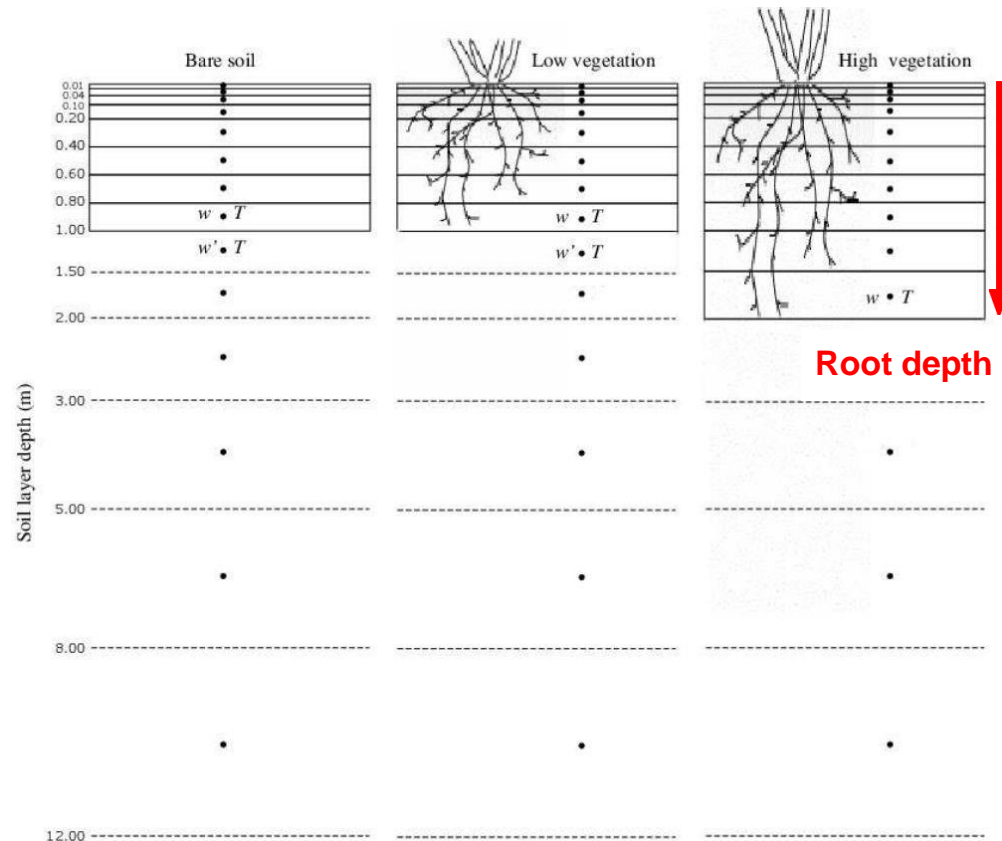 Bare soil
Low vegetation
High vegetation
0.01
0.04
0.10
0.20
0.40
0.60
0.80
w T
w T
1.00
w' T
w' T
1.50
w T
2.00
Root depth
3.00
Soil layer depth (m)
5.00
8.00
12.00